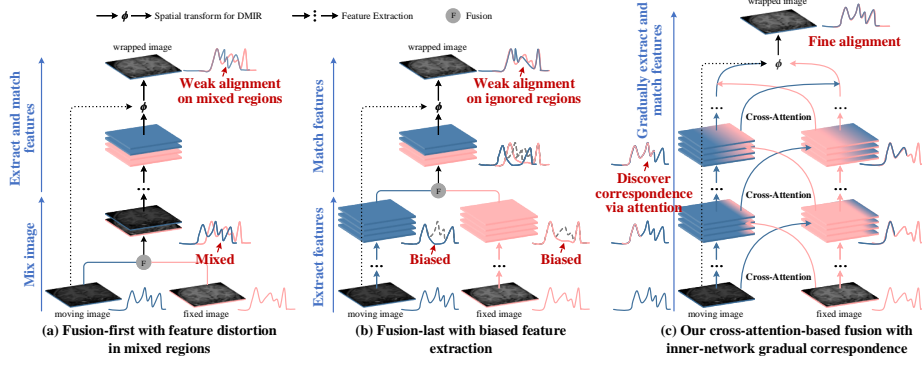 ϕ Spatial transform for DMIR
Feature Extraction
F Fusion
wrapped image
Weak alignment
on mixed regions
ϕ
Extract and match
features
Mix image
Mixed
F
moving image
fixed image
(a) Fusion-first with feature distortion
in mixed regions
wrapped image
Weak alignment
on ignored regions
ϕ
Match features
F
Extract features
Biased
Biased
moving image
fixed image
(b) Fusion-last with biased feature
extraction
wrapped image
Fine alignment
ϕ
Gradually extract and
match features
Cross-Attention
Discover
correspondence
via attention
Cross-Attention
Cross-Attention
moving image
fixed image
(c) Our cross-attention-based fusion with
inner-network gradual correspondence